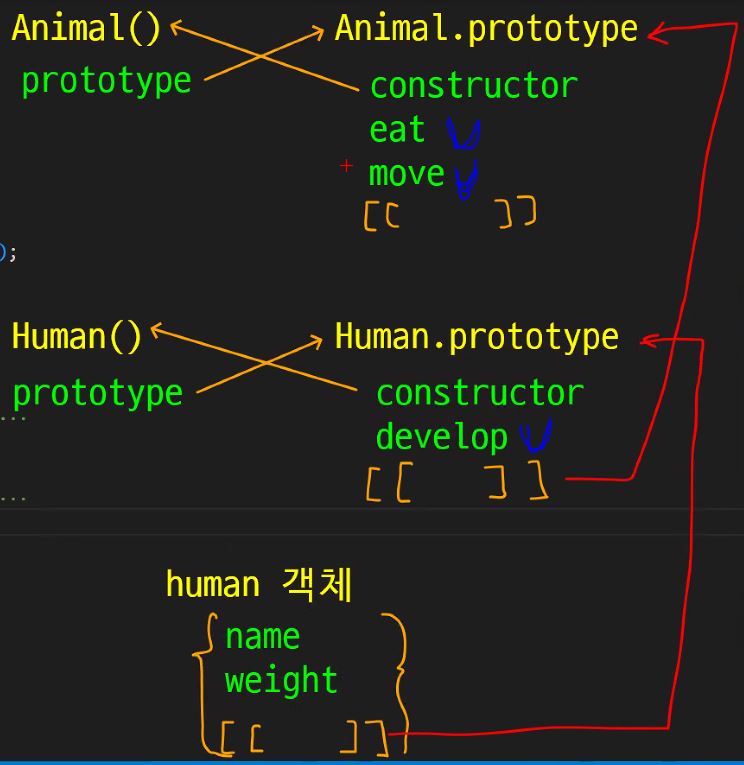 Animal() Animal.prototype
prototype constructor
eat
+ move
[[ ]]
);
Human() Human.prototype
prototype constructor
...
develop
[[ ]]
...
human 객체
{ name
weight
[[ ]] }